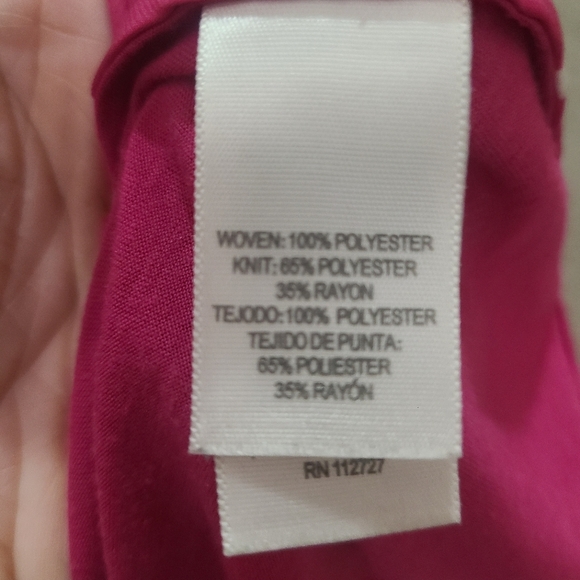 WOVEN: 100% POLYESTER
KNIT: 65% POLYESTER
35% RAYON
TEJODO: 100% POLYESTER
TEJIDO DE PUNTA:
65% POLIESTER
35% RAYÓN
RN 112727